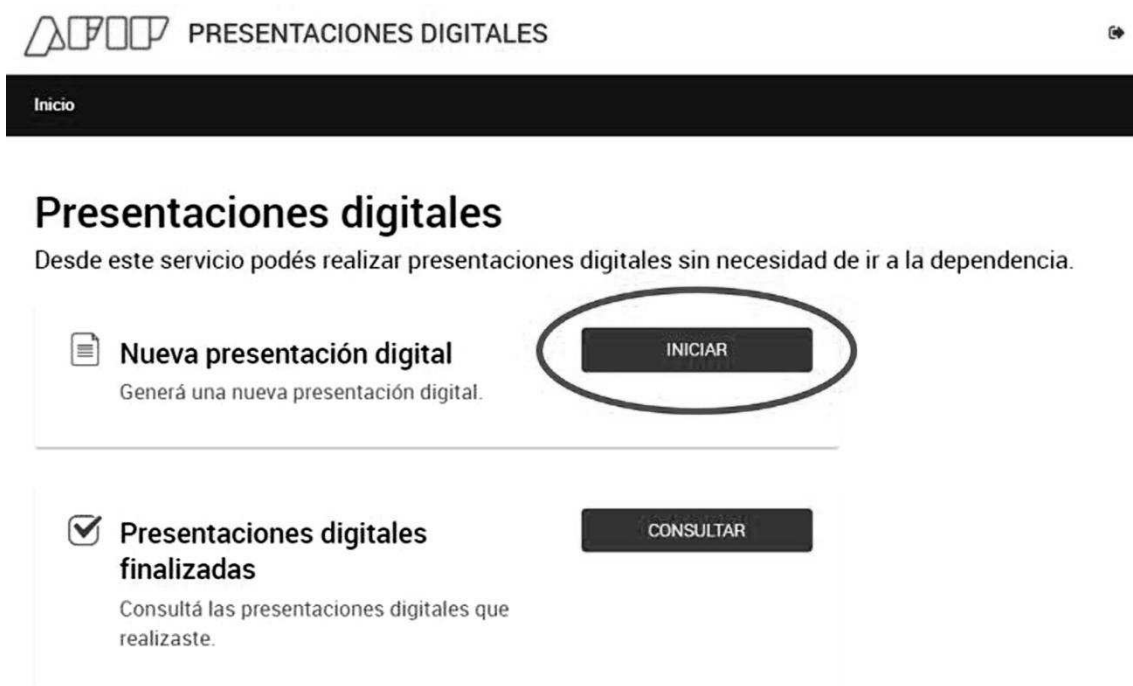 AFIP PRESENTACIONES DIGITALES
Inicio
Presentaciones digitales
Desde este servicio podés realizar presentaciones digitales sin necesidad de ir a la dependencia.
Nueva presentación digital
INICIAR
Generá una nueva presentación digital.
Presentaciones digitales
finalizadas
CONSULTAR
Consultá las presentaciones digitales que
realizaste.